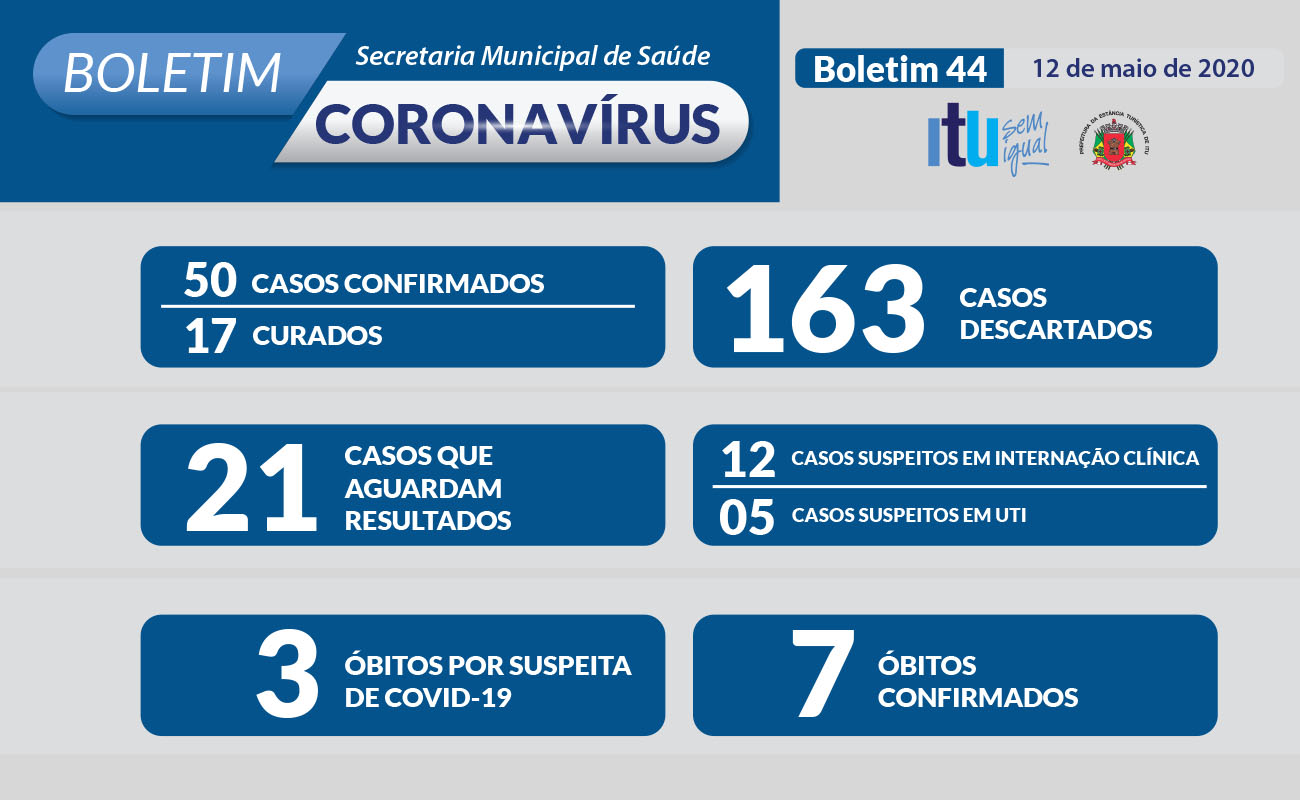 BOLETIM
Secretaria Municipal de Saúde
CORONAVÍRUS
Boletim 44
12 de maio de 2020
itu sem igual
PREFEITURA DA ESTÂNCIA TURÍSTICA DE ITU
50 CASOS CONFIRMADOS
17 CURADOS
163 CASOS
DESCARTADOS
21 CASOS QUE
AGUARDAM
RESULTADOS
12 CASOS SUSPEITOS EM INTERNAÇÃO CLÍNICA
05 CASOS SUSPEITOS EM UTI
3 ÓBITOS POR SUSPEITA
DE COVID-19
7 ÓBITOS
CONFIRMADOS